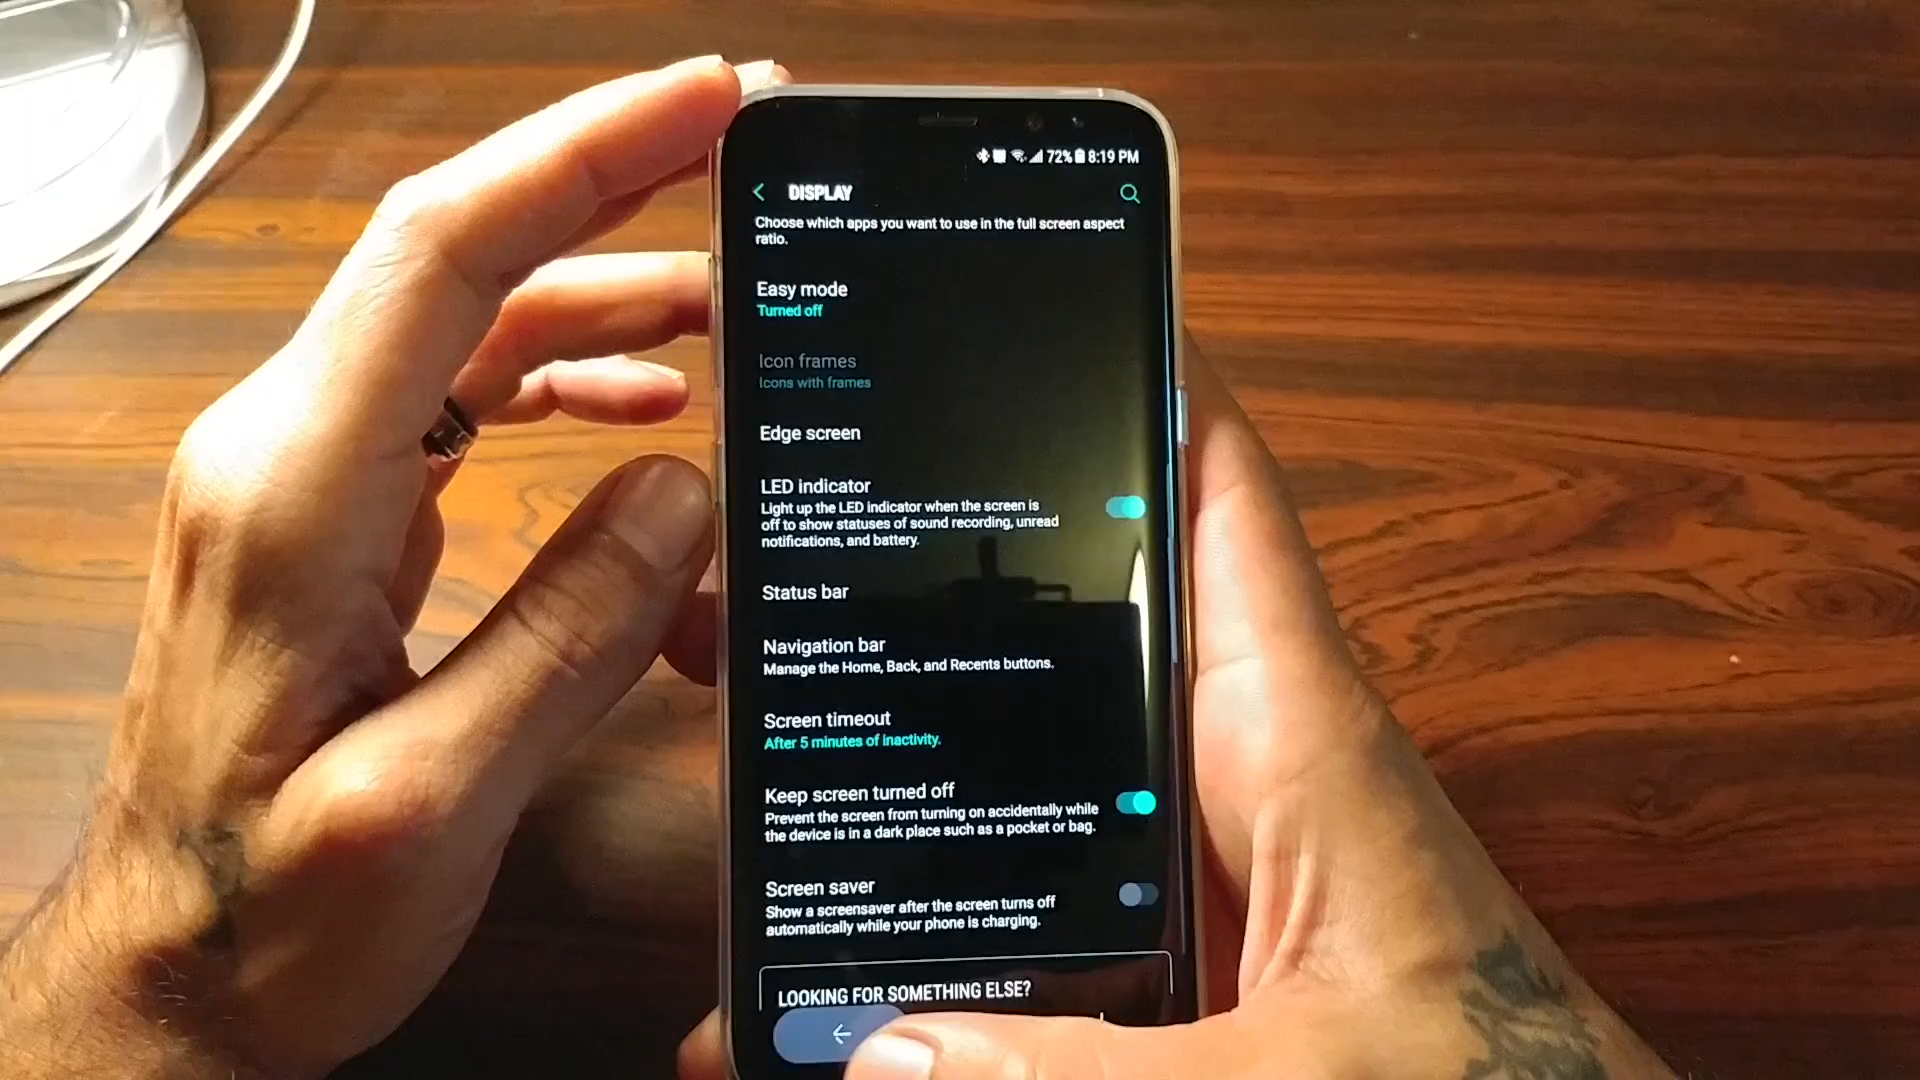 72% 8:19 PM
DISPLAY
Choose which apps you want to use in the full screen aspect
ratio.
Easy mode
Turned off
Icon frames
Icons with frames
Edge screen
LED indicator
Light up the LED indicator when the screen is
off to show statuses of sound recording, unread
notifications, and battery.
Status bar
Navigation bar
Manage the Home, Back, and Recents buttons.
Screen timeout
After 5 minutes of inactivity.
Keep screen turned off
Prevent the screen from turning on accidentally while
the device is in a dark place such as a pocket or bag.
Screen saver
Show a screensaver after the screen turns off
automatically while your phone is charging.
LOOKING FOR SOMETHING ELSE?